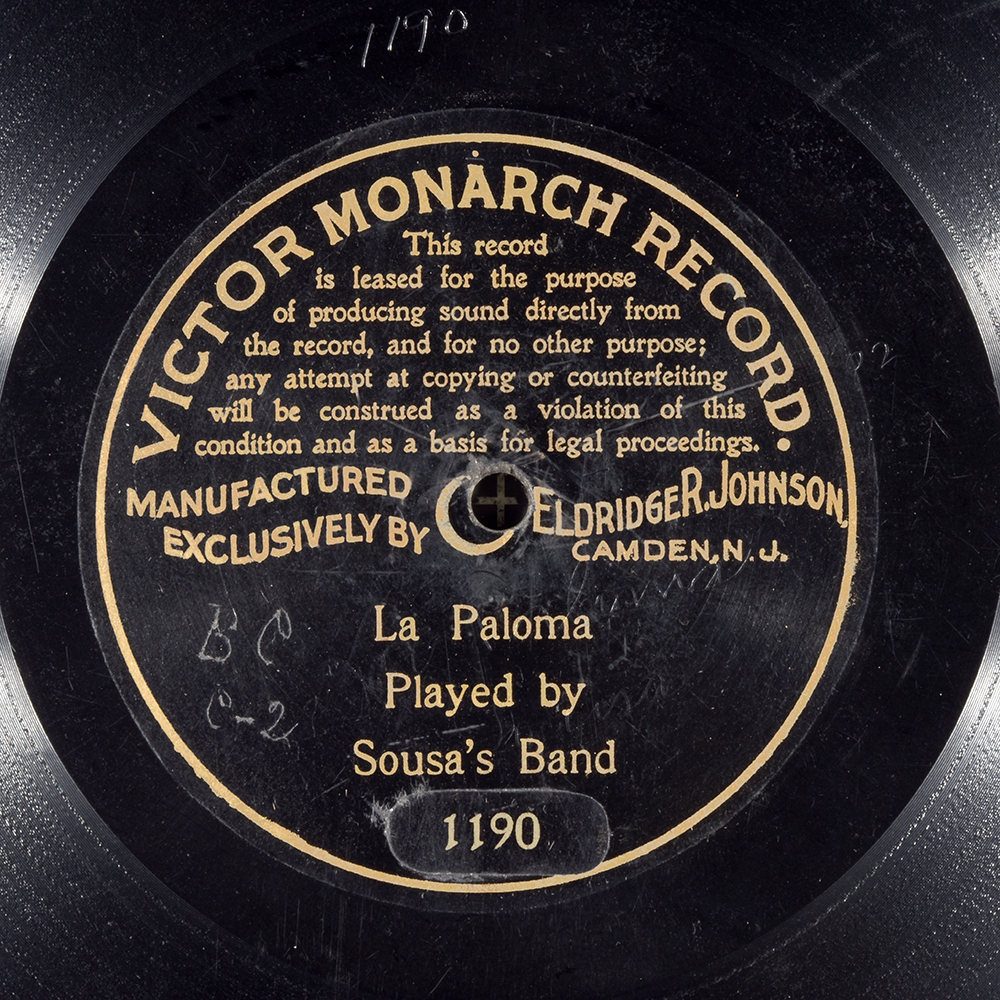 1190
VICTOR MONARCH RECORD.
This record
is leased for the purpose
of producing sound directly from
the record, and for no other purpose;
any attempt at copying or counterfeiting
will be construed as a violation of this
condition and as a basis for legal proceedings.
MANUFACTURED
EXCLUSIVELY BY
ELDRIDGE R. JOHNSON,
CAMDEN, N. J.
B C
C-2
La Paloma
Played by
Sousa's Band
1190